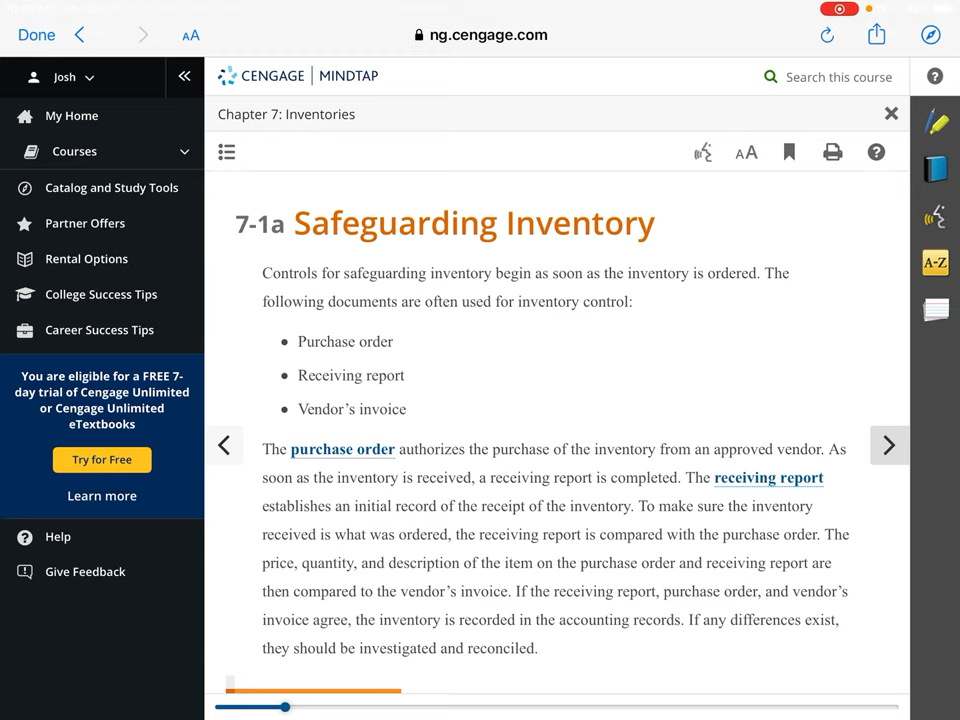 Done
AA
ng.cengage.com
Josh
CENGAGE | MINDTAP
Search this course
My Home
Courses
Catalog and Study Tools
Partner Offers
Rental Options
College Success Tips
Career Success Tips
You are eligible for a FREE 7-
day trial of Cengage Unlimited
or Cengage Unlimited
eTextbooks
Try for Free
Learn more
Help
Give Feedback
Chapter 7: Inventories
AA
7-1a Safeguarding Inventory
Controls for safeguarding inventory begin as soon as the inventory is ordered. The
following documents are often used for inventory control:
• Purchase order
• Receiving report
• Vendor’s invoice
The purchase order authorizes the purchase of the inventory from an approved vendor. As
soon as the inventory is received, a receiving report is completed. The receiving report
establishes an initial record of the receipt of the inventory. To make sure the inventory
received is what was ordered, the receiving report is compared with the purchase order. The
price, quantity, and description of the item on the purchase order and receiving report are
then compared to the vendor’s invoice. If the receiving report, purchase order, and vendor’s
invoice agree, the inventory is recorded in the accounting records. If any differences exist,
they should be investigated and reconciled.
A-Z